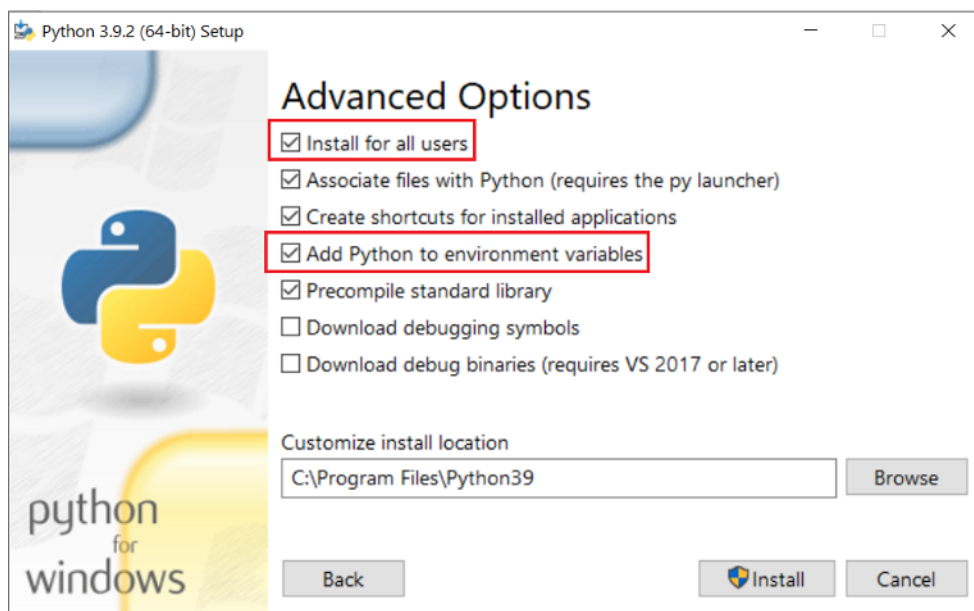 Python 3.9.2 (64-bit) Setup
Advanced Options
Install for all users
Associate files with Python (requires the py launcher)
Create shortcuts for installed applications
Add Python to environment variables
Precompile standard library
Download debugging symbols
Download debug binaries (requires VS 2017 or later)
Customize install location
C:\Program Files\Python39
Browse
python
for
windows
Back
Install
Cancel